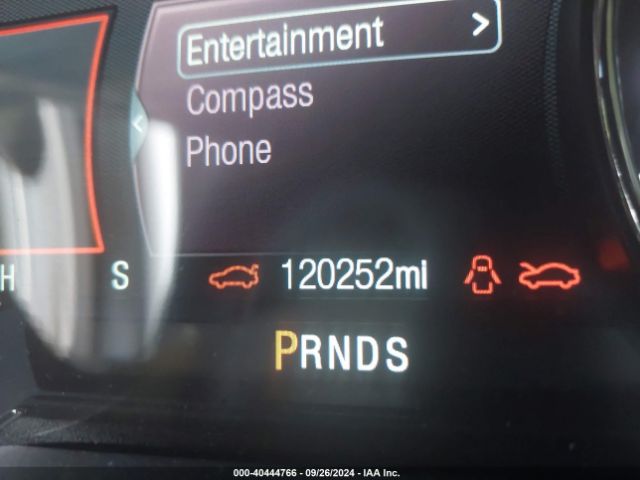 Entertainment >
Compass
Phone
H S 120252mi
PRNDS
000-40444766 - 09/26/2024 - IAA Inc.